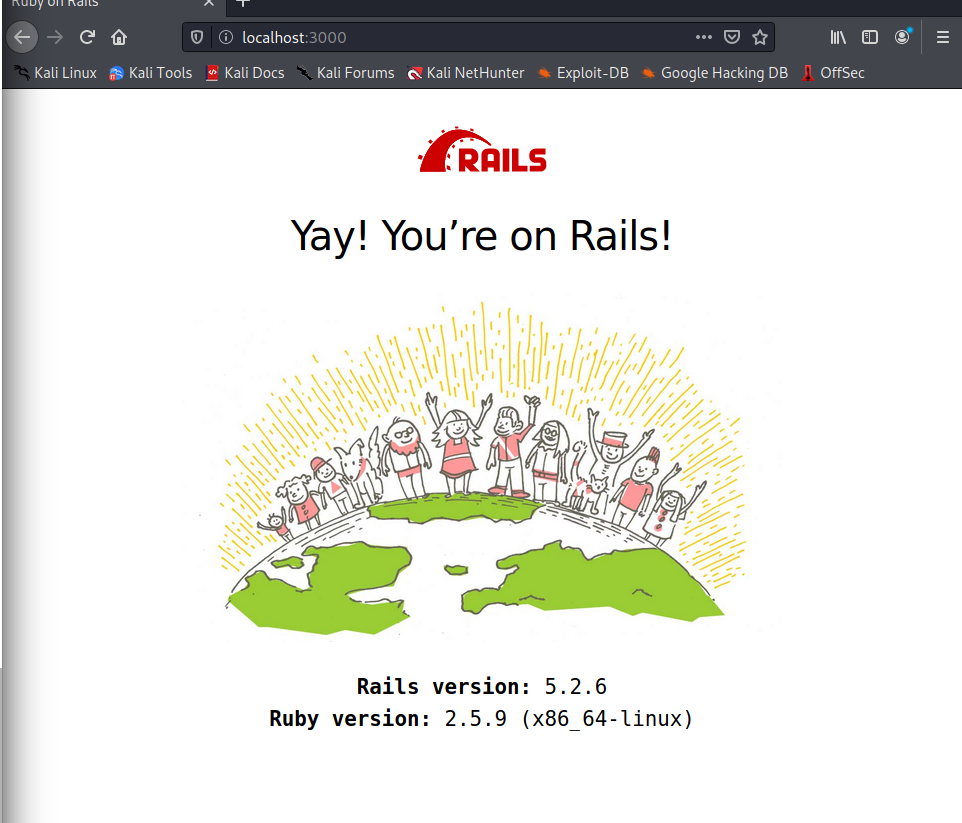 Ruby on Rails
localhost:3000
Kali Linux Kali Tools Kali Docs Kali Forums Kali NetHunter Exploit-DB Google Hacking DB OffSec
RAILS
Yay! You’re on Rails!
Rails version: 5.2.6
Ruby version: 2.5.9 (x86_64-linux)